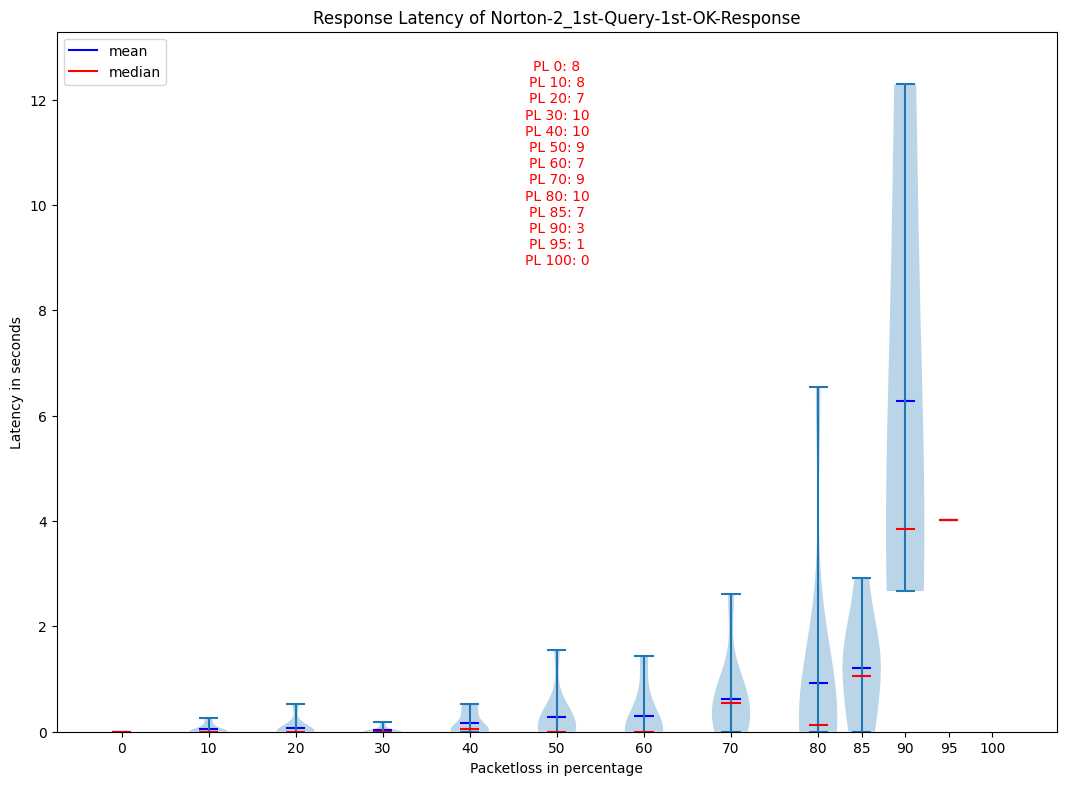 Response Latency of Norton-2_1st-Query-1st-OK-Response
mean
median
PL 0: 8
PL 10: 8
PL 20: 7
PL 30: 10
PL 40: 10
PL 50: 9
PL 60: 7
PL 70: 9
PL 80: 10
PL 85: 7
PL 90: 3
PL 95: 1
PL 100: 0
Latency in seconds
12
10
8
6
4
2
0
0 10 20 30 40 50 60 70 80 85 90 95 100
Packetloss in percentage